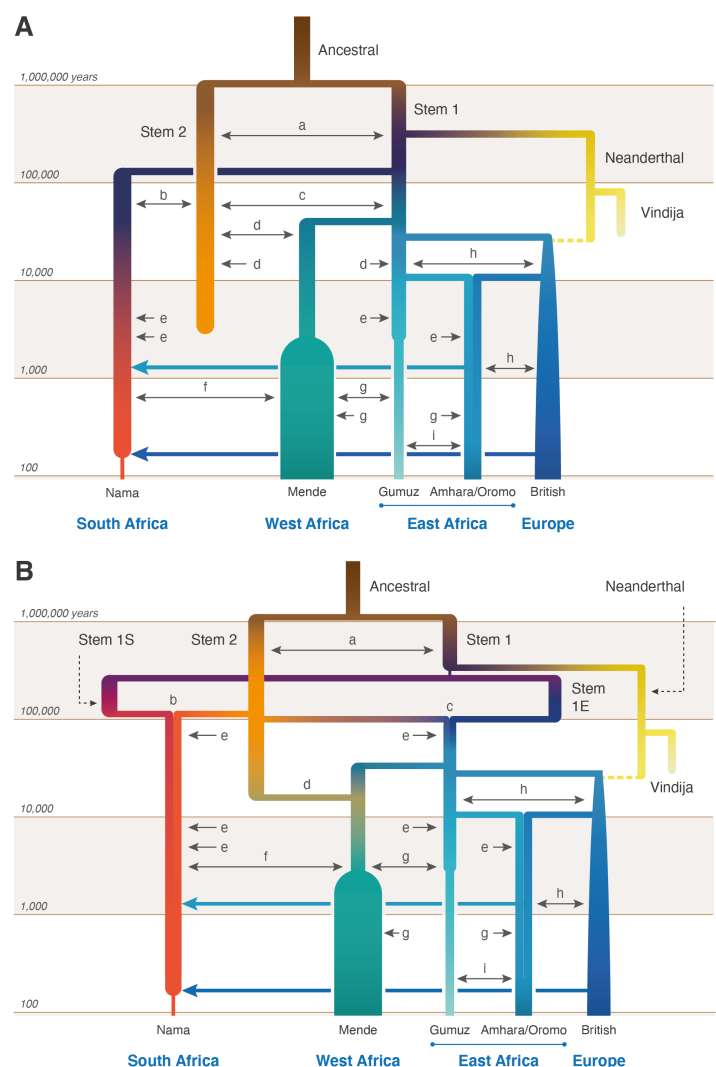 A
Ancestral
1,000,000 years
Stem 1
a
Stem 2
Neanderthal
100,000
b
c
Vindija
d
h
d
d
10,000
e
e
e
e
h
1,000
f
g
g
g
i
100
Nama
Mende
Gumuz
Amhara/Oromo
British
South Africa
West Africa
East Africa
Europe
B
Ancestral
Neanderthal
1,000,000 years
Stem 1S
Stem 2
a
Stem 1
Stem 1E
b
c
100,000
e
e
d
h
Vindija
10,000
e
e
e
e
f
g
h
1,000
g
g
i
100
Nama
Mende
Gumuz
Amhara/Oromo
British
South Africa
West Africa
East Africa
Europe